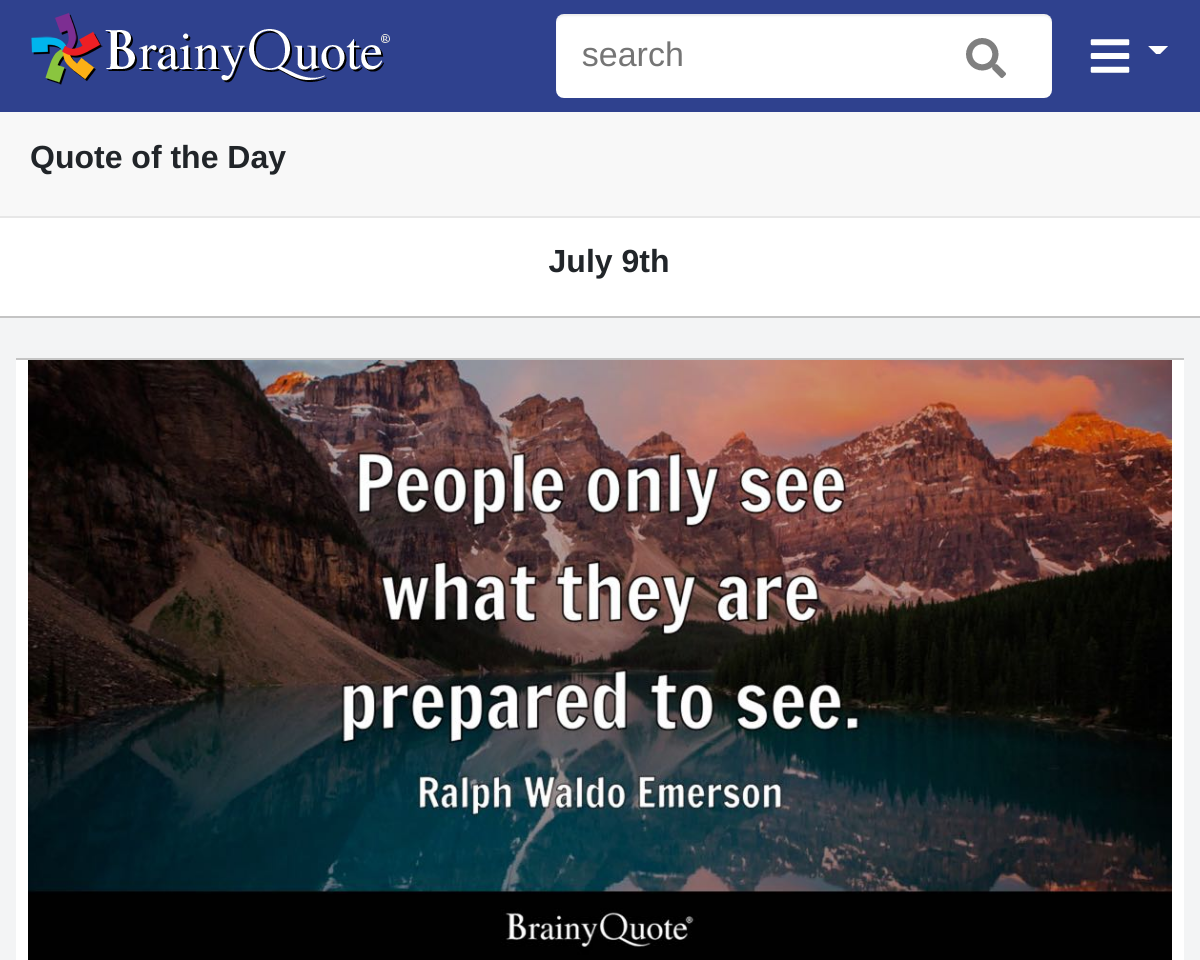 BrainyQuote®
search
Quote of the Day
July 9th
People only see
what they are
prepared to see.
Ralph Waldo Emerson
BrainyQuote®